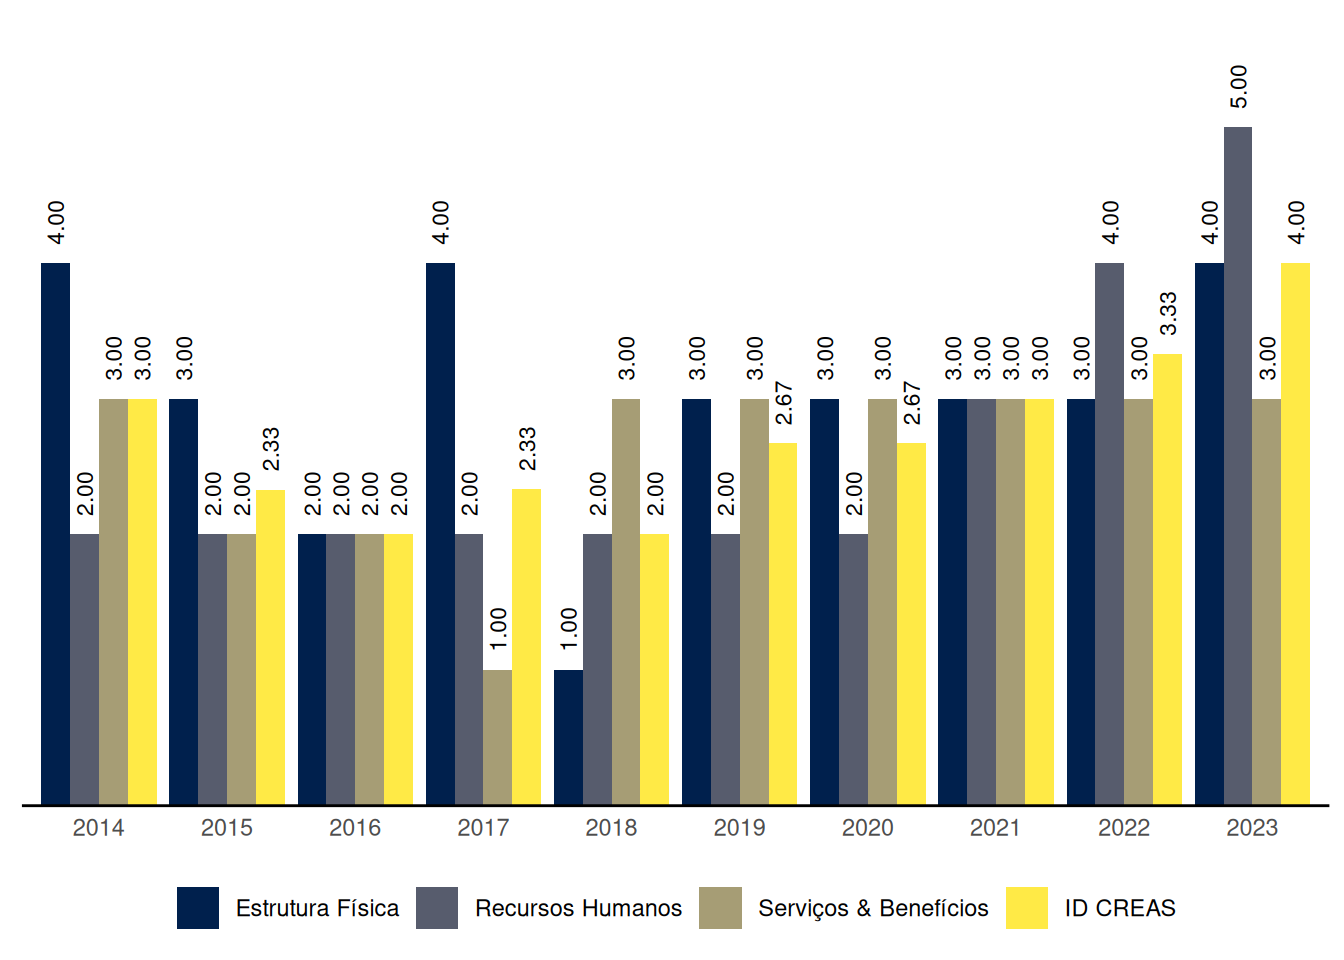 5.00
4.00 4.00 4.00 4.00 4.00
3.33
3.00 3.00 3.00 3.00 3.00 3.00 3.00 3.00 3.00 3.00 3.00 3.00 3.00 3.00 3.00
2.67 2.67
2.33 2.33
2.00 2.00 2.00 2.00 2.00 2.00 2.00 2.00 2.00 2.00 2.00 2.00
1.00 1.00
2014 2015 2016 2017 2018 2019 2020 2021 2022 2023
Estrutura Física Recursos Humanos Serviços & Benefícios ID CREAS